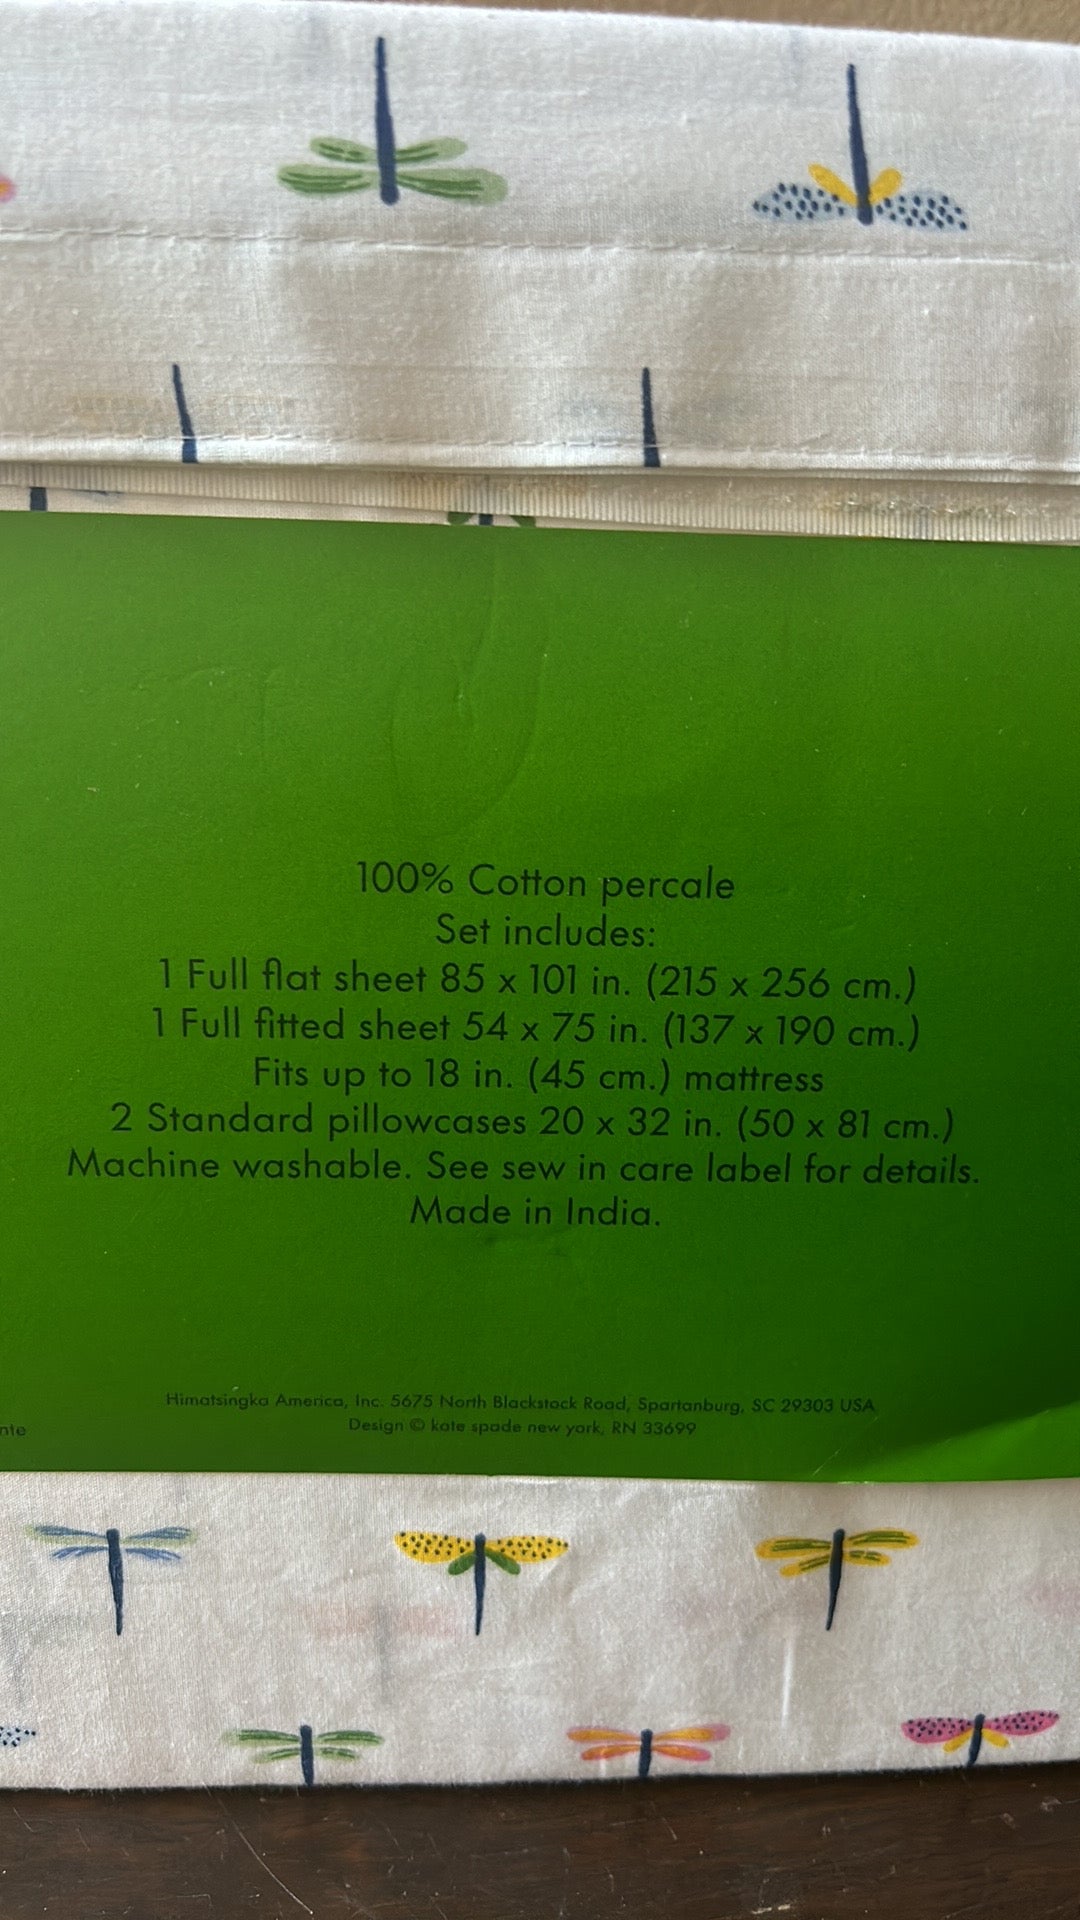 100% Cotton percale
Set includes:
1 Full flat sheet 85 x 101 in. (215 x 256 cm.)
1 Full fitted sheet 54 x 75 in. (137 x 190 cm.)
Fits up to 18 in. (45 cm.) mattress
2 Standard pillowcases 20 x 32 in. (50 x 81 cm.)
Machine washable. See sew in care label for details.
Made in India.
Himatsingka America, Inc. 5675 North Blackstock Road, Spartanburg, SC 29303 USA
Design © kate spade new york, RN 33699